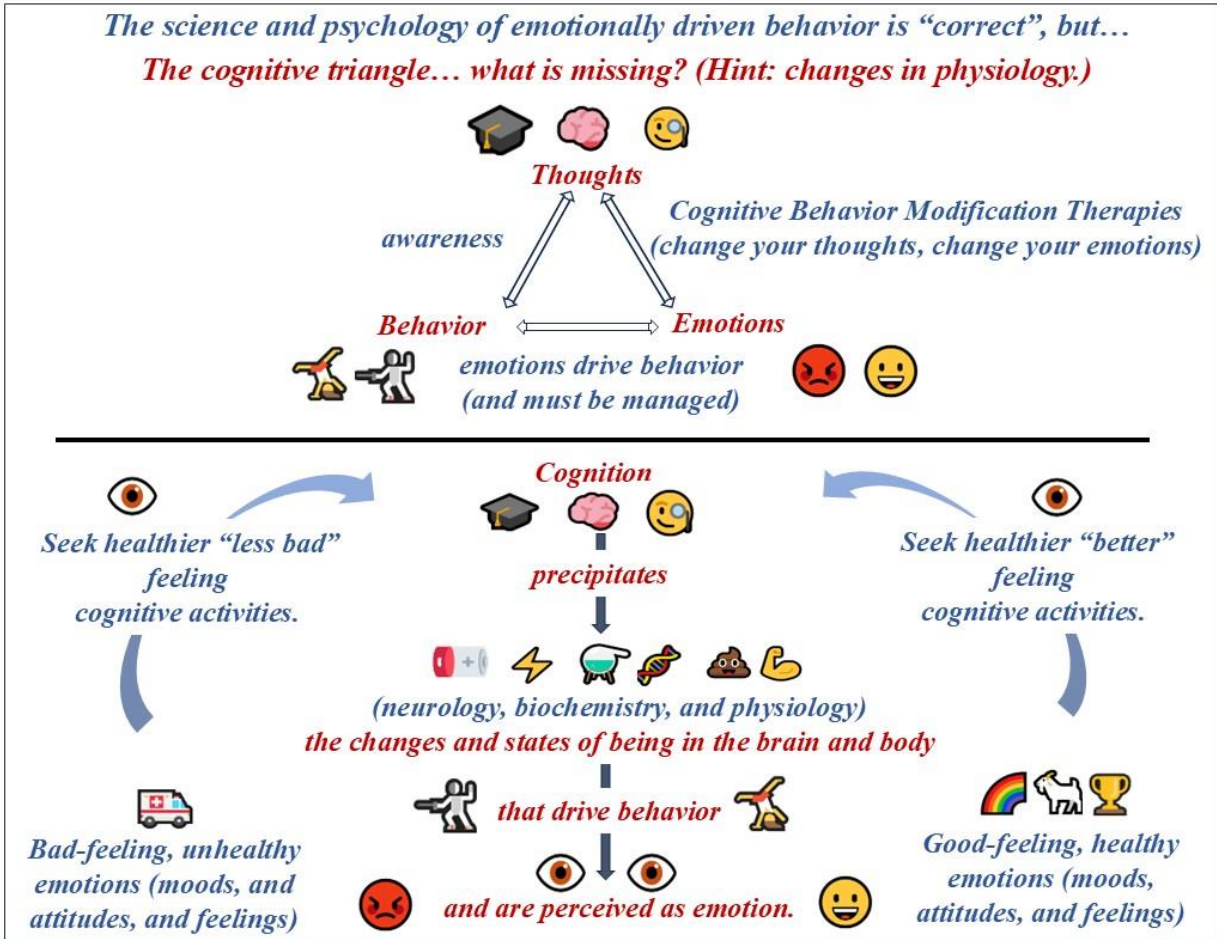 The science and psychology of emotionally driven behavior is “correct”, but…
The cognitive triangle… what is missing? (Hint: changes in physiology.)
Thoughts
awareness
Cognitive Behavior Modification Therapies
(change your thoughts, change your emotions)
Behavior
Emotions
emotions drive behavior
(and must be managed)
Cognition
Seek healthier “less bad”
feeling
cognitive activities.
Seek healthier “better”
feeling
cognitive activities.
precipitates
(neurology, biochemistry, and physiology)
the changes and states of being in the brain and body
that drive behavior
Bad-feeling, unhealthy
emotions (moods, and
attitudes, and feelings)
Good-feeling, healthy
emotions (moods,
attitudes, and feelings)
and are perceived as emotion.